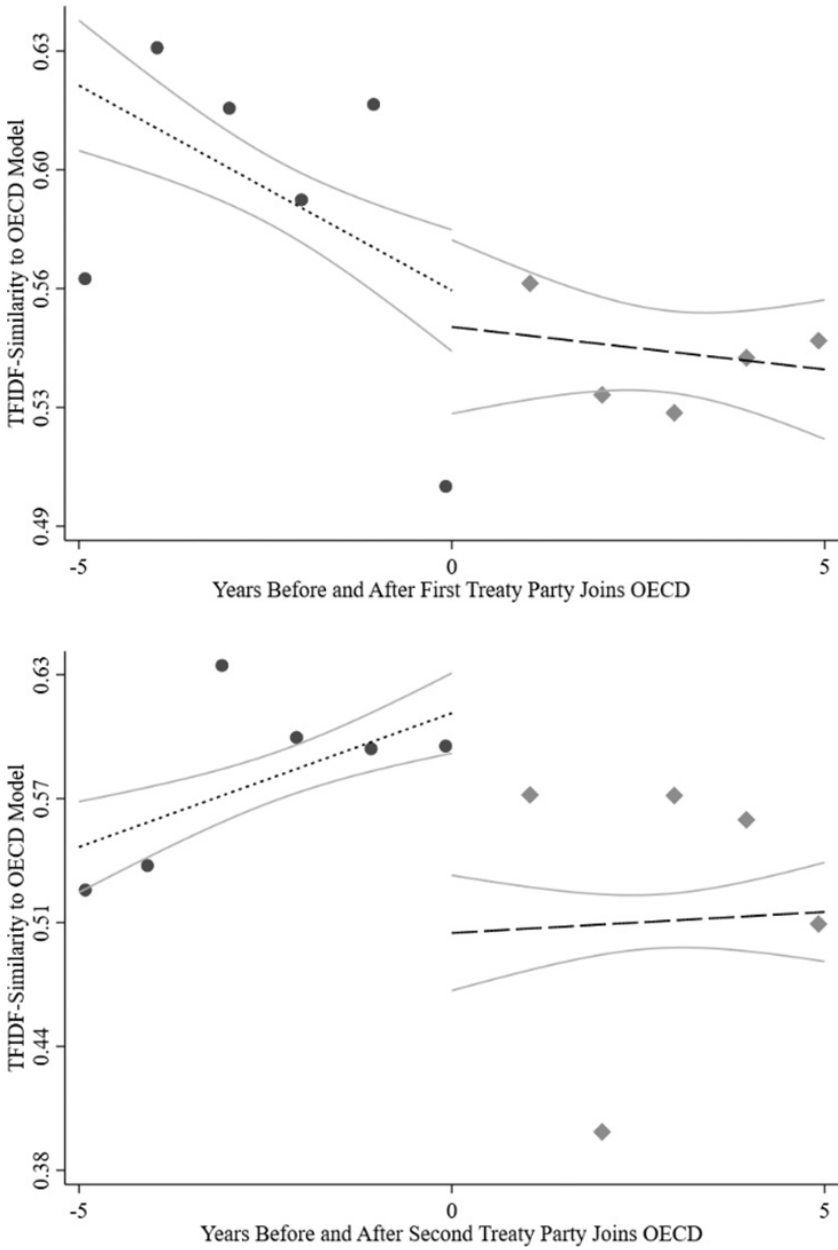 TFIDF-Similarity to OECD Model
0.63
0.60
0.56
0.53
0.49
-5 0 5
Years Before and After First Treaty Party Joins OECD
TFIDF-Similarity to OECD Model
0.63
0.57
0.51
0.44
0.38
-5 0 5
Years Before and After Second Treaty Party Joins OECD